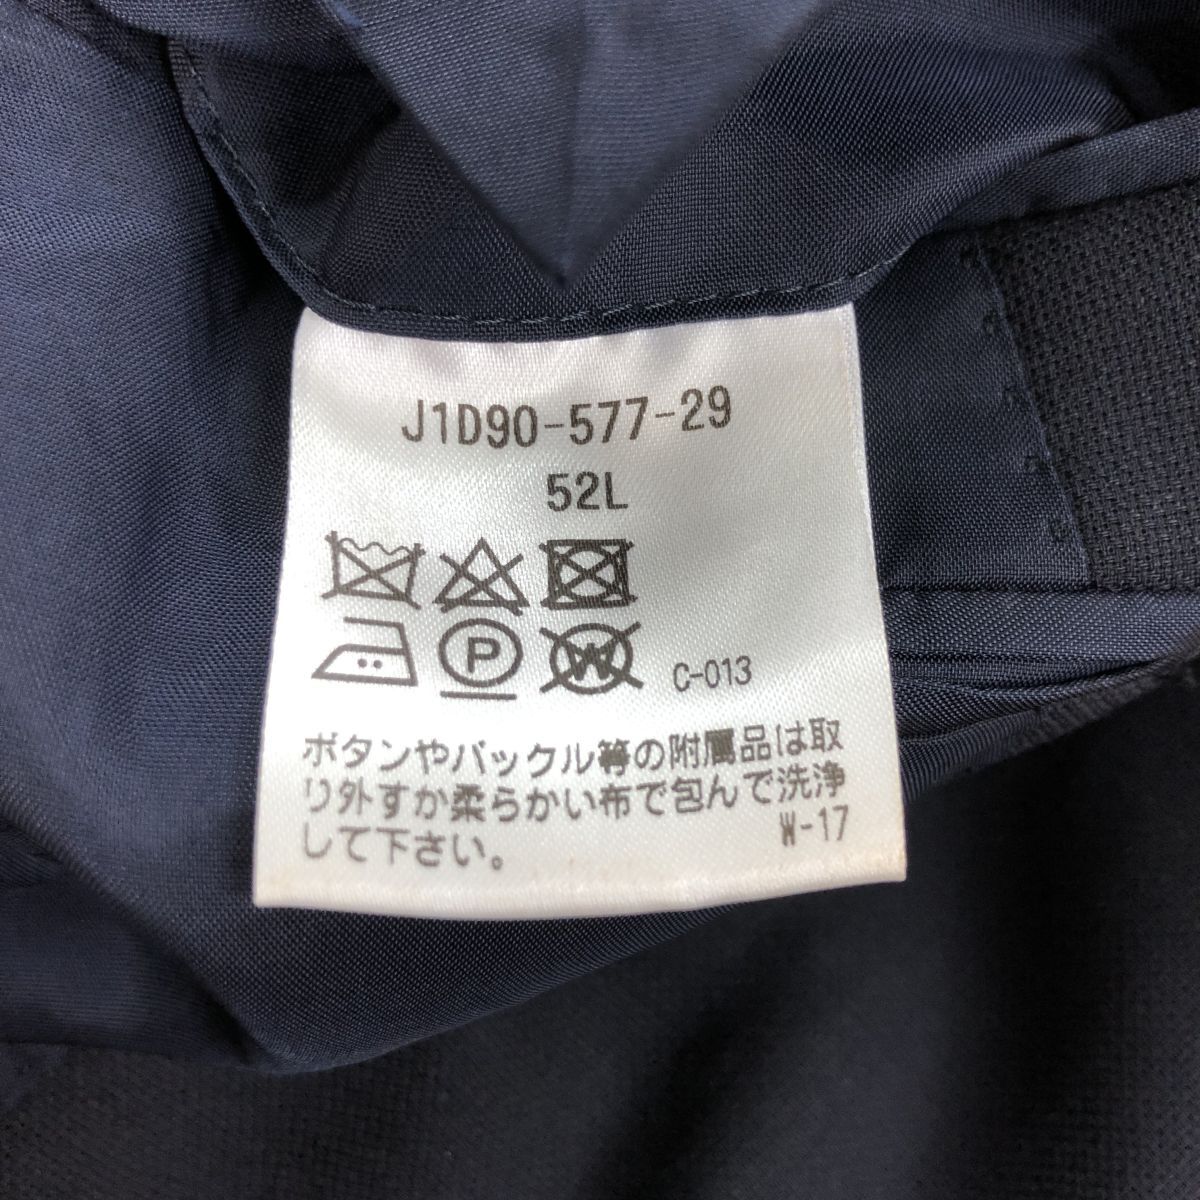 J1D90-577-29
52L
P
W
C-013
ボタンやバックル等の附属品は取
り外すか柔らかい布で包んで洗浄
して下さい。
W-17